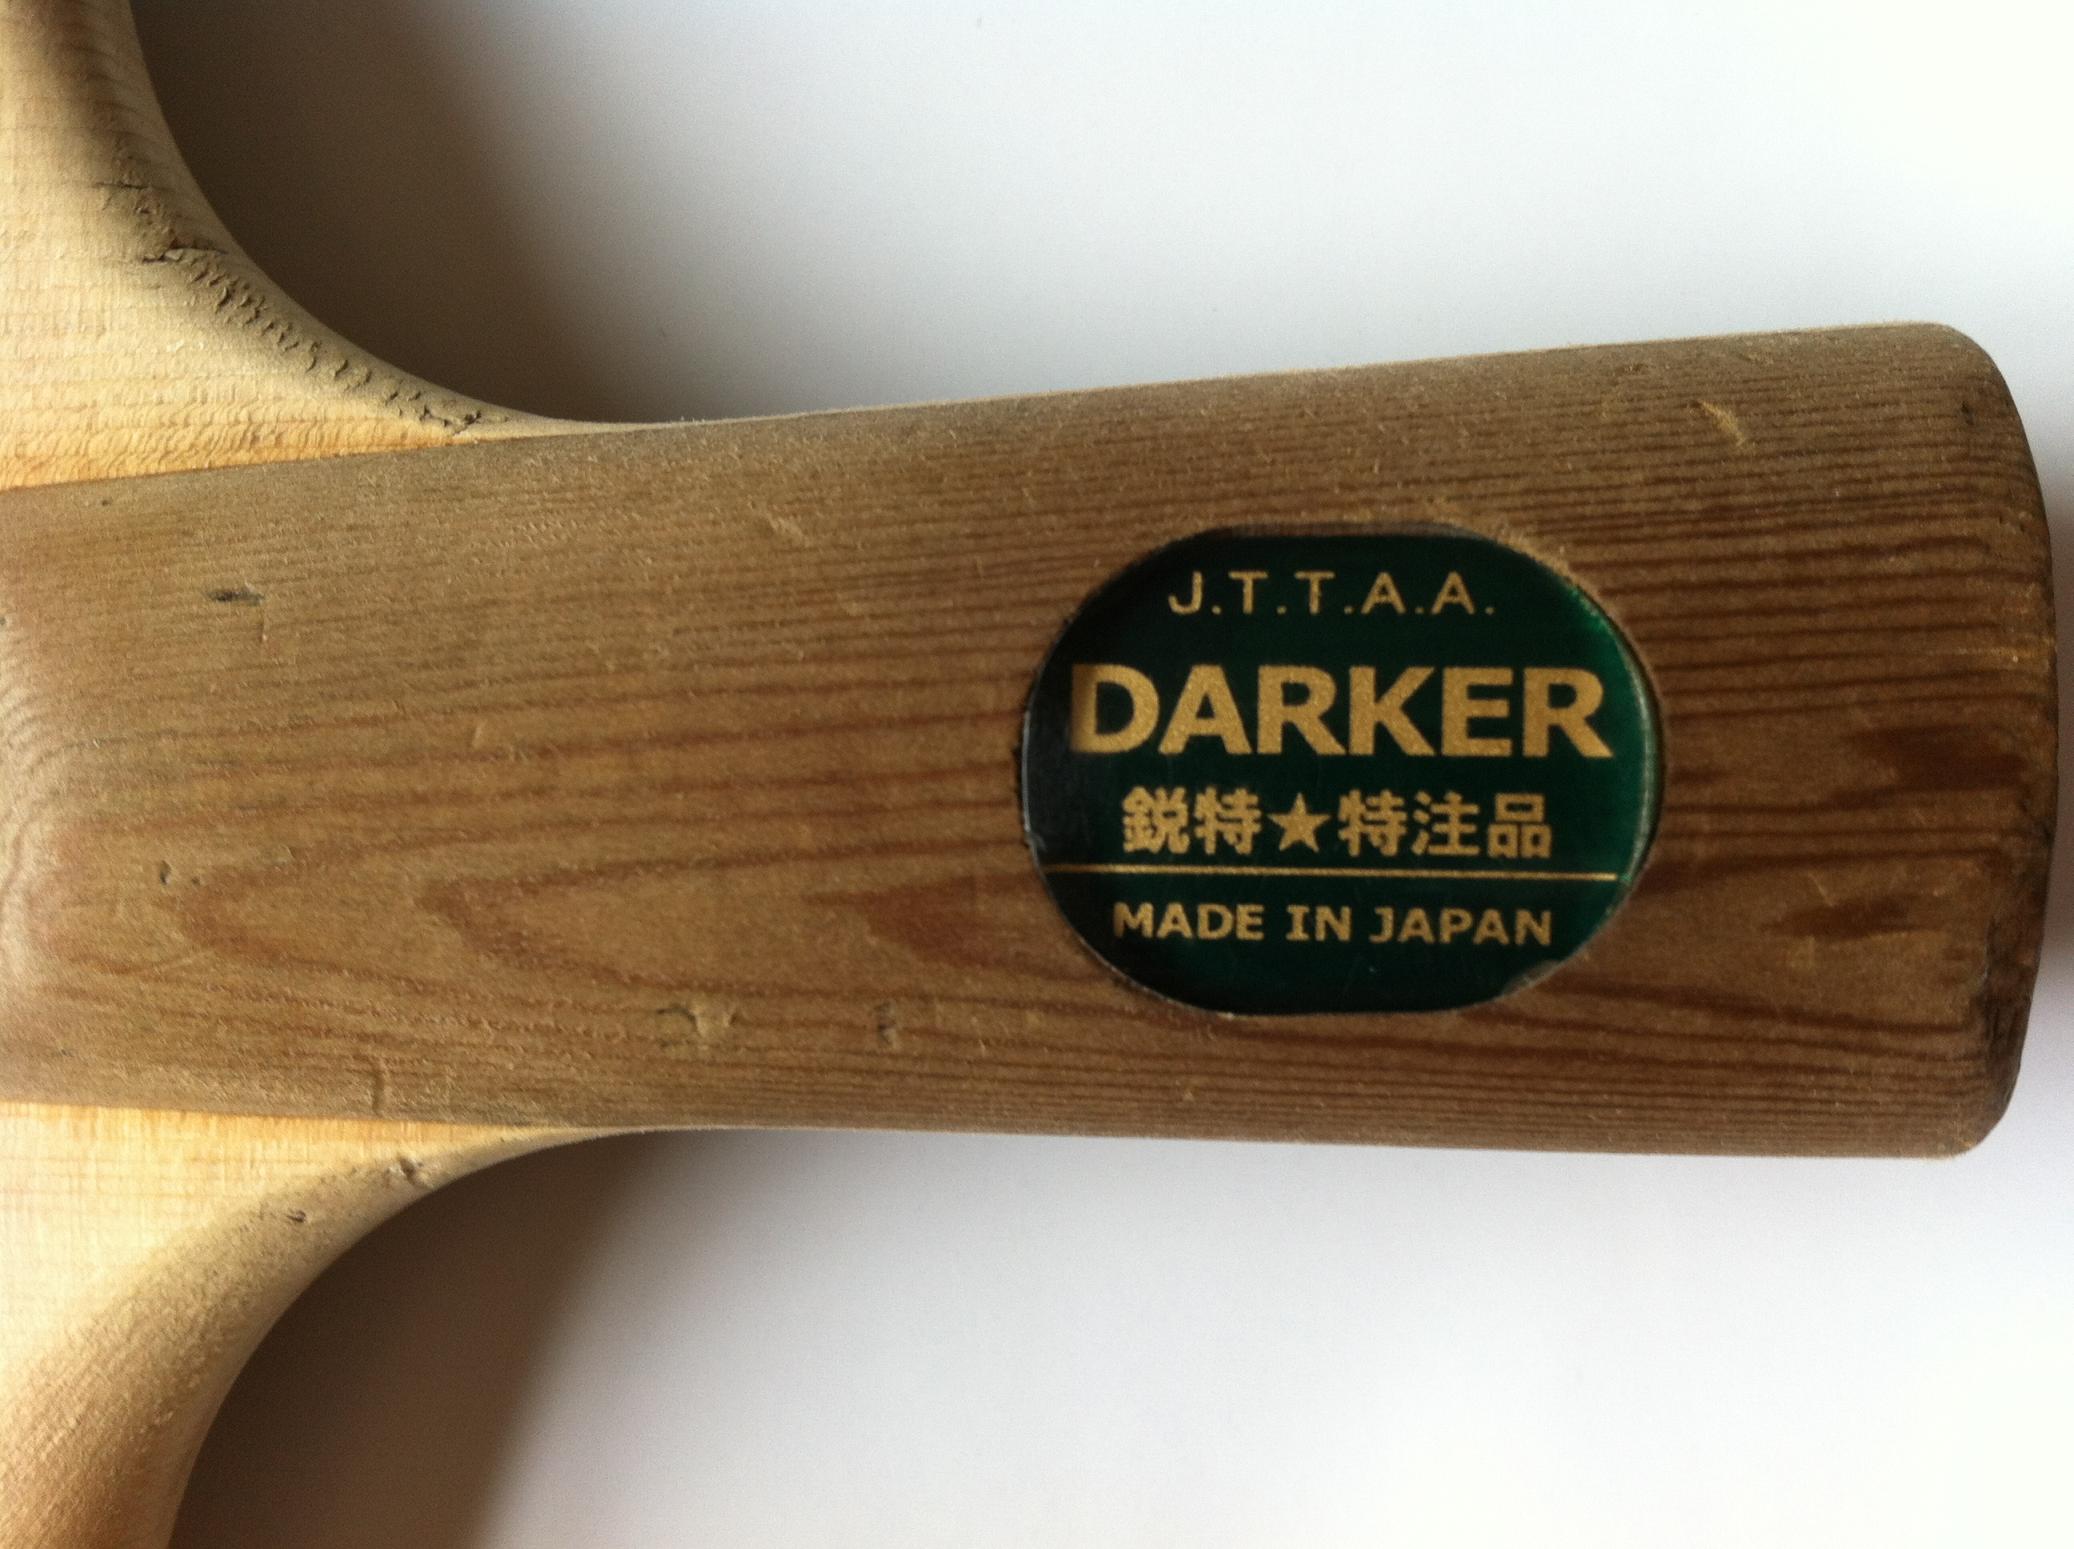 J.T.T.A.A.
DARKER
鋭特★特注品
MADE IN JAPAN